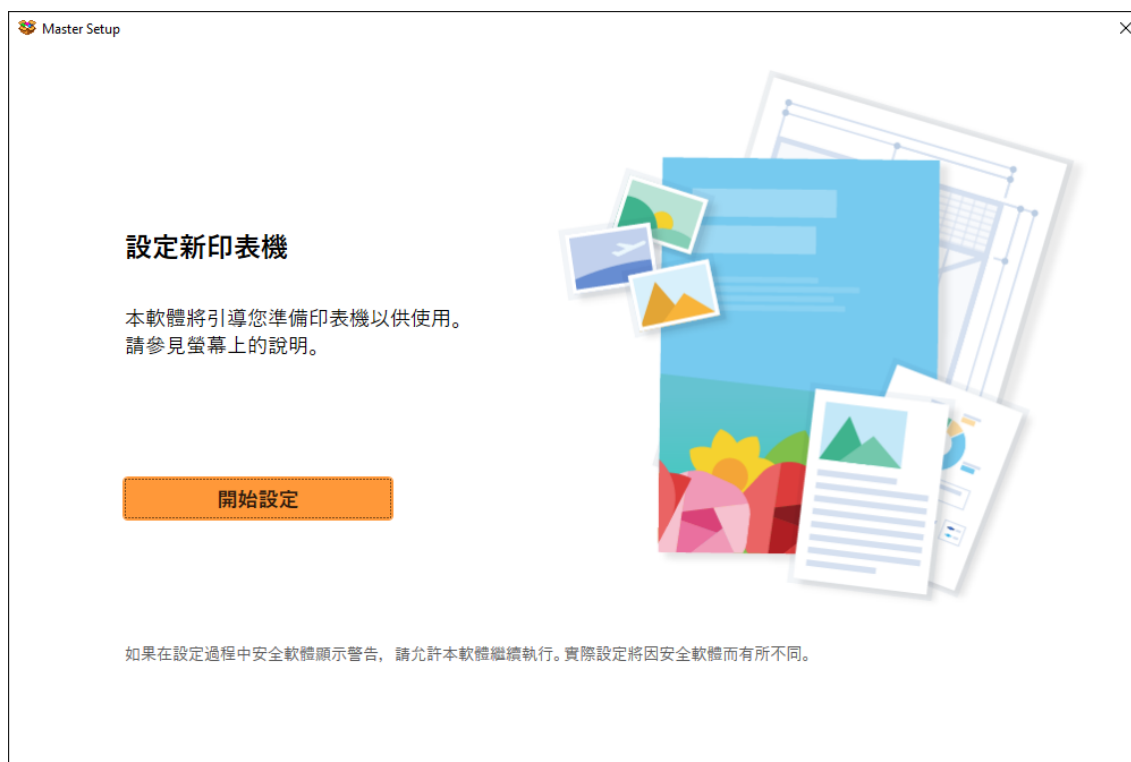 Master Setup
設定新印表機
本軟體將引導您準備印表機以供使用。
請參見螢幕上的說明。
開始設定
如果在設定過程中安全軟體顯示警告，請允許本軟體繼續執行。實際設定將因安全軟體而有所不同。